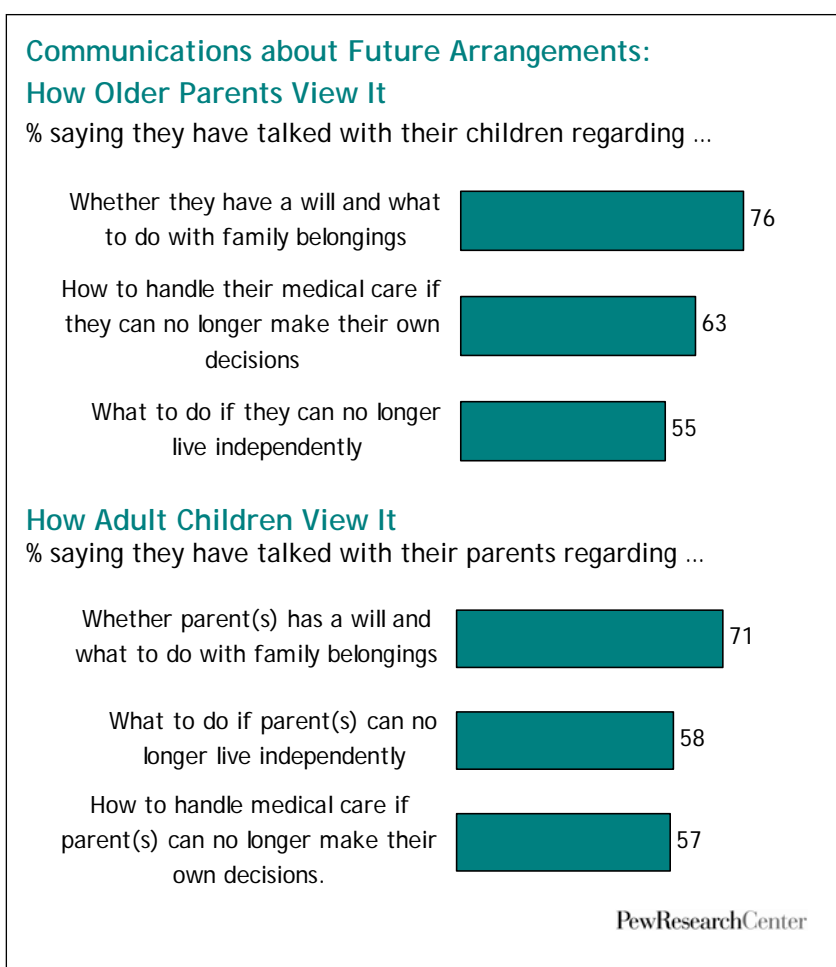 Communications about Future Arrangements:
How Older Parents View It
% saying they have talked with their children regarding ...
Whether they have a will and what
to do with family belongings
76
How to handle their medical care if
they can no longer make their own
decisions
63
What to do if they can no longer
live independently
55
How Adult Children View It
% saying they have talked with their parents regarding ...
Whether parent(s) has a will and
what to do with family belongings
71
What to do if parent(s) can no
longer live independently
58
How to handle medical care if
parent(s) can no longer make their
own decisions.
57
PewResearchCenter